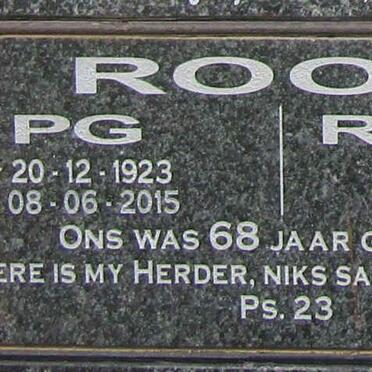 ROO
PG R
20-12-1923
08-06-2015
ONS WAS 68 JAAR
ERE IS MY HERDER, NIKS SA
PS. 23